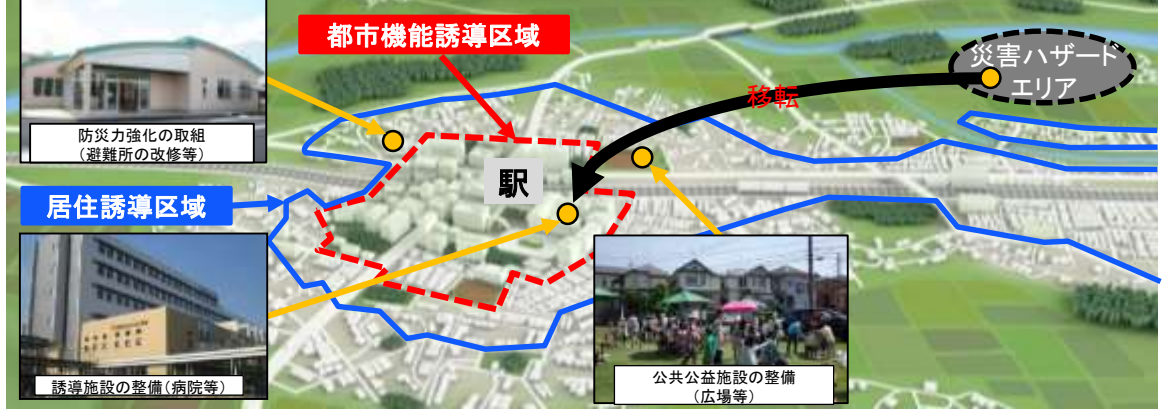 都市機能誘導区域
災害ハザード
エリア
移転
防災力強化の取組
（避難所の改修等）
駅
居住誘導区域
誘導施設の整備（病院等）
公共公益施設の整備
（広場等）